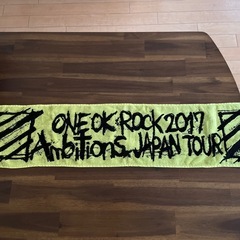 ONE OK ROCK 2017
Ambitions JAPAN TOUR